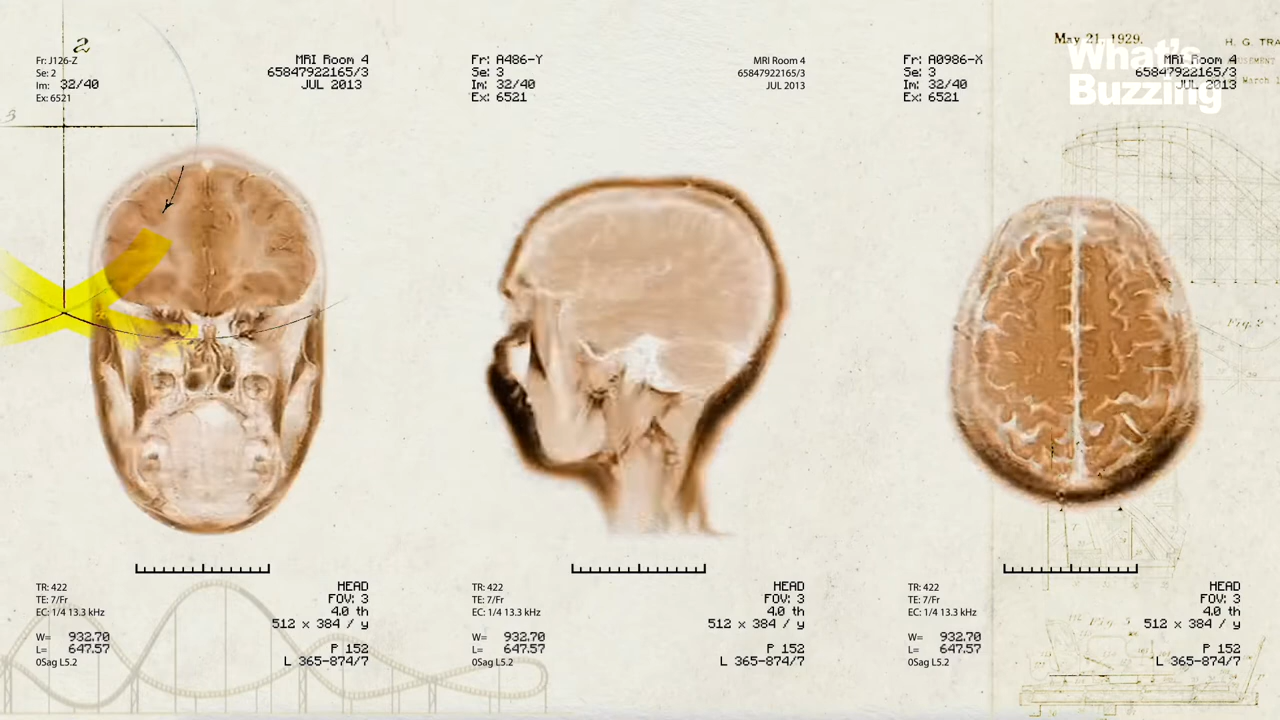 2
Fr: J126-Z
Se: 2
Im: 32/40
Ex: 6521
MRI Room 4
65847922165/3
JUL 2013
Fr: A486-Y
Se: 3
Im: 32/40
Ex: 6521
MRI Room 4
65847922165/3
JUL 2013
Fr: A0986-X
Se: 3
Im: 32/40
Ex: 6521
May 21, 1929.
H. G. TRA
MRI Room 4
65847922165/3
JUL 2013
What's
Buzzing
March 1
Fig. 2
TR: 422
TE: 7/Fr
EC: 1/4 13.3 kHz
W= 932.70
L= 647.57
0Sag L5.2
HEAD
FOV: 3
4.0 th
512 x 384 / y
P 152
L 365-874/7
TR: 422
TE: 7/Fr
EC: 1/4 13.3 kHz
W= 932.70
L= 647.57
0Sag L5.2
HEAD
FOV: 3
4.0 th
512 x 384 / y
P 152
L 365-874/7
TR: 422
TE: 7/Fr
EC: 1/4 13.3 kHz
W= 932.70
L= 647.57
0Sag L5.2
HEAD
FOV: 3
4.0 th
512 x 384 / y
P 152
L 365-874/7